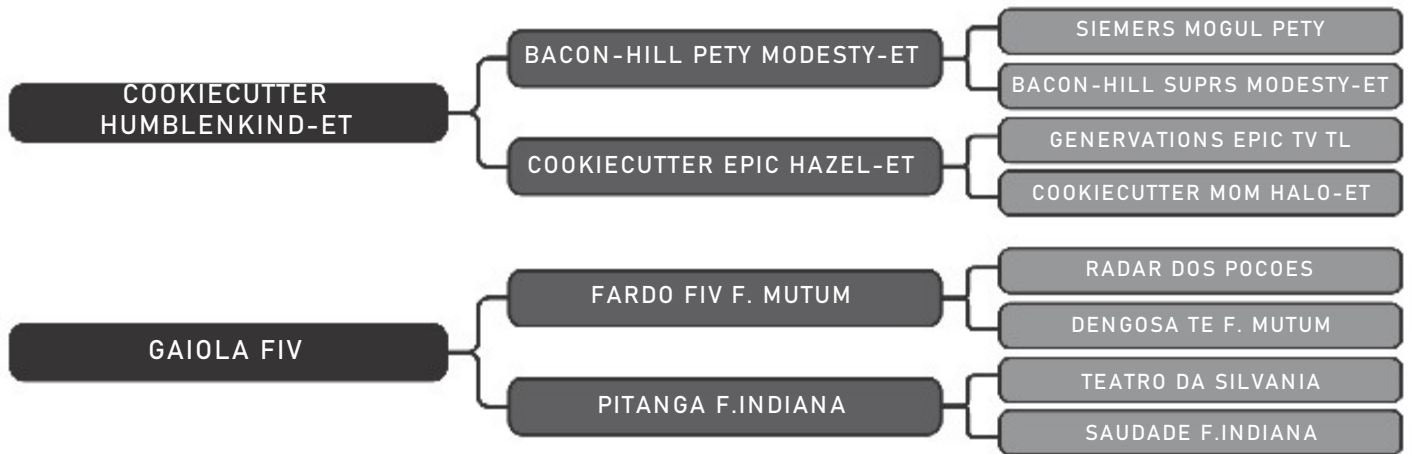 COOKIECUTTER
HUMBLENKIND-ET
BACON-HILL PETY MODESTY-ET
SIEMERS MOGUL PETY
BACON-HILL SUPRS MODESTY-ET
COOKIECUTTER EPIC HAZEL-ET
GENERVATIONS EPIC TV TL
COOKIECUTTER MOM HALO-ET
GAIOLA FIV
FARDO FIV F. MUTUM
RADAR DOS POCOES
DENGOSA TE F. MUTUM
PITANGA F.INDIANA
TEATRO DA SILVANIA
SAUDADE F.INDIANA